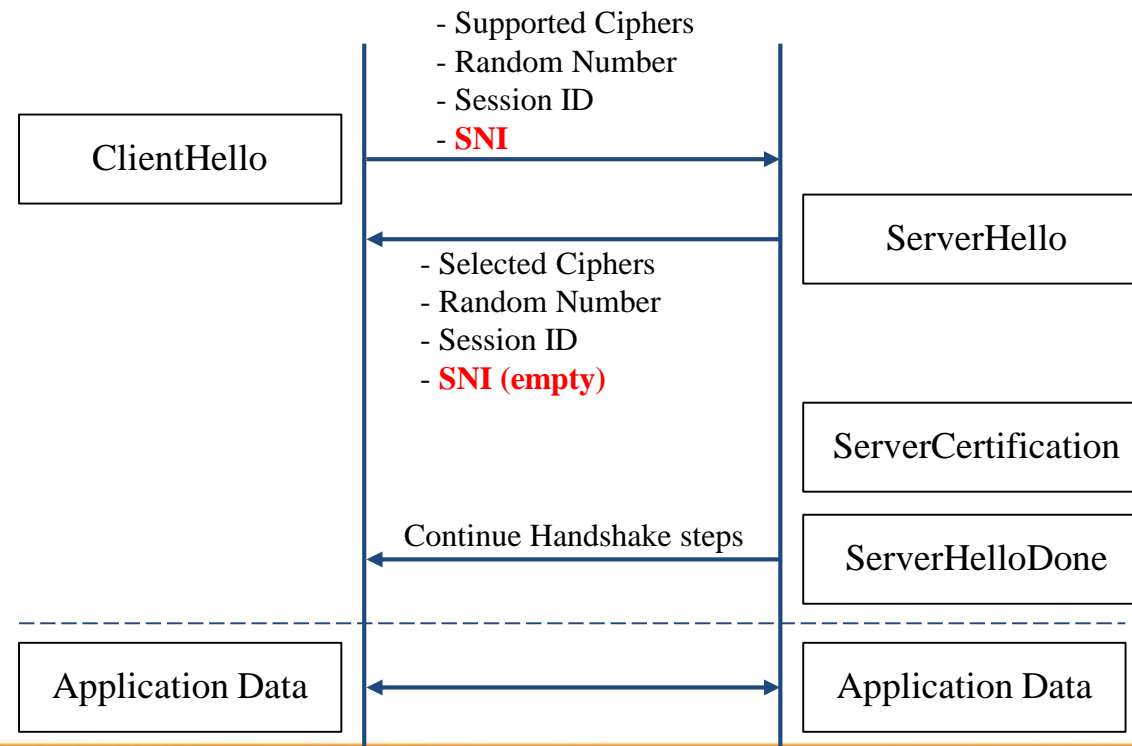 - Supported Ciphers
- Random Number
- Session ID
- SNI
ClientHello
ServerHello
- Selected Ciphers
- Random Number
- Session ID
- SNI (empty)
ServerCertification
Continue Handshake steps
ServerHelloDone
Application Data
Application Data